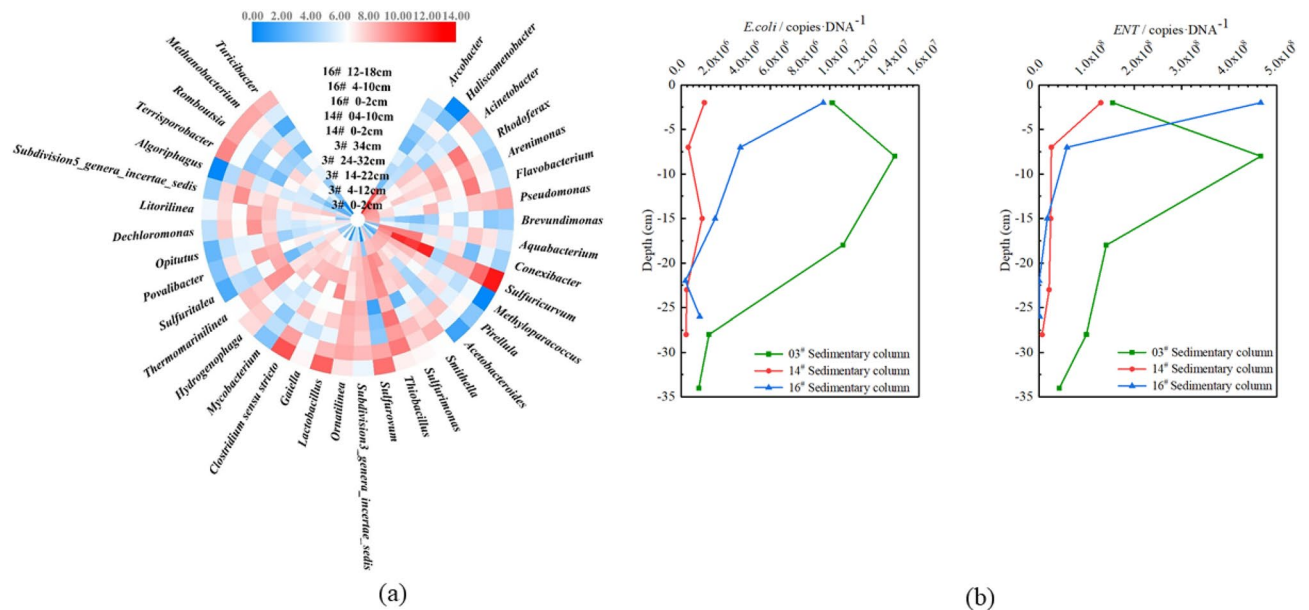 0.00 2.00 4.00 6.00 8.00 10.00 12.00 14.00
16# 12-18cm
16# 4-10cm
16# 0-2cm
14# 04-10cm
14# 0-2cm
3# 34cm
3# 24-32cm
3# 14-22cm
3# 4-12cm
3# 0-2cm
Arcobacter
Haliscomenobacter
Acinetobacter
Rhodoferax
Arenimonas
Flavobacterium
Pseudomonas
Brevundimonas
Aquabacterium
Conexibacter
Sulfuricurvum
Methyloparacoccus
Pirellula
Acetobacteroides
Smithella
Sulfurimonas
Thiobacillus
Sulfurovum
Subdivision3_genera_incertae_sedis
Ornatilinea
Lactobacillus
Gaiella
Clostridium sensu stricto
Mycobacterium
Hydrogenophaga
Thermomarinilinea
Sulfuritalea
Povalibacter
Opitutus
Dechloromonas
Litorilinea
Subdivision5_genera_incertae_sedis
Algoriphagus
Terrisporobacter
Romboutsia
Methanobacterium
Turicibacter
(a)
E.coli / copies·DNA⁻¹
0.0 2.0x10⁶ 4.0x10⁶ 6.0x10⁶ 8.0x10⁶ 1.0x10⁷ 1.2x10⁷ 1.4x10⁷ 1.6x10⁷
Depth (cm)
0
-5
-10
-15
-20
-25
-30
-35
03# Sedimentary column
14# Sedimentary column
16# Sedimentary column
ENT / copies·DNA⁻¹
0.0 1.0x10⁸ 2.0x10⁸ 3.0x10⁸ 4.0x10⁸ 5.0x10⁸
Depth (cm)
0
-5
-10
-15
-20
-25
-30
-35
03# Sedimentary column
14# Sedimentary column
16# Sedimentary column
(b)